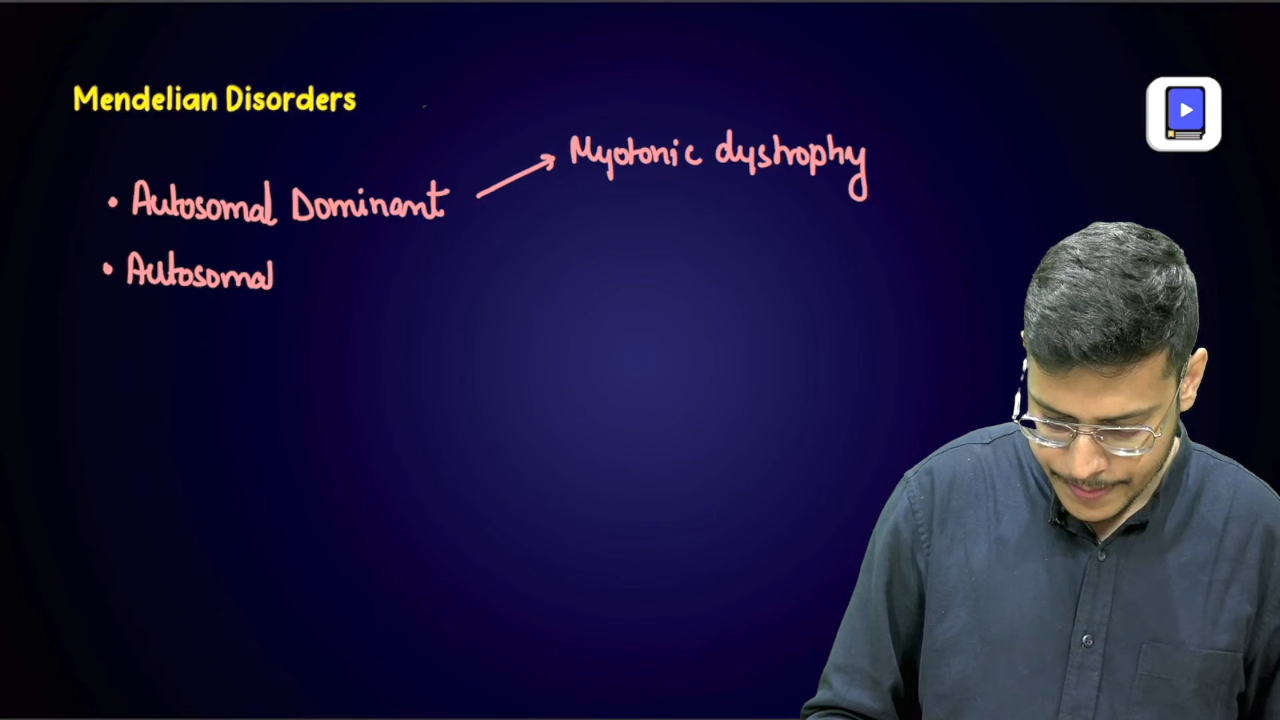 Mendelian Disorders
Myotonic dystrophy
• Autosomal Dominant
• Autosomal